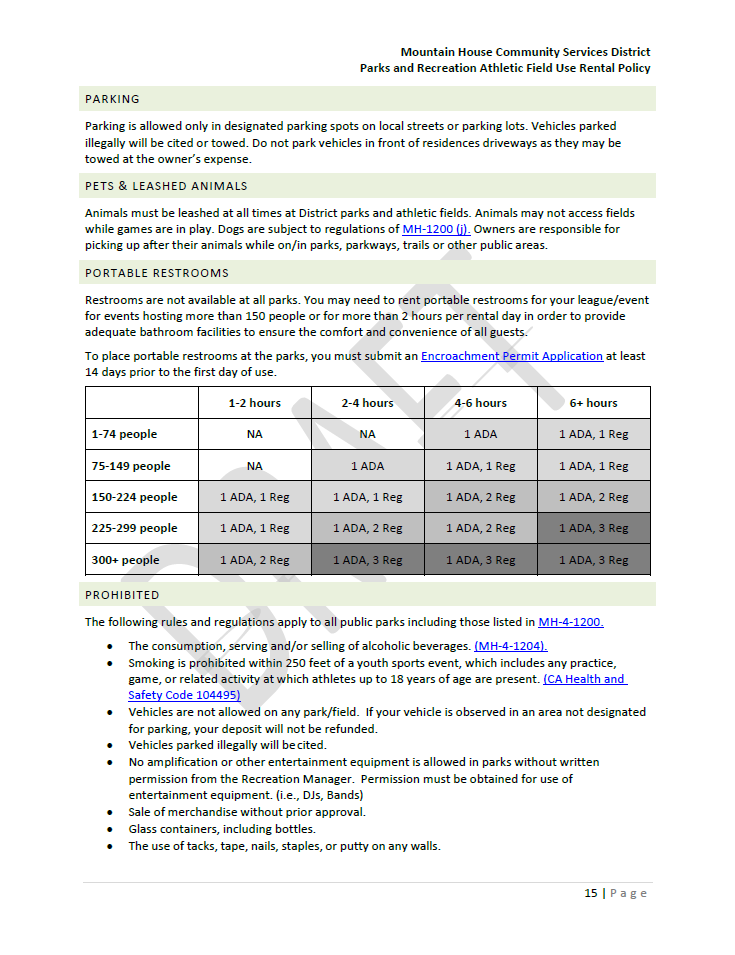 Mountain House Community Services District
Parks and Recreation Athletic Field Use Rental Policy
PARKING
Parking is allowed only in designated parking spots on local streets or parking lots. Vehicles parked
illegally will be cited or towed. Do not park vehicles in front of residences driveways as they may be
towed at the owner's expense.
PETS & LEASHED ANIMALS
Animals must be leashed at all times at District parks and athletic fields. Animals may not access fields
while games are in play. Dogs are subject to regulations of MH-1200 (j). Owners are responsible for
picking up after their animals while on/in parks, parkways, trails or other public areas.
PORTABLE RESTROOMS
Restrooms are not available at all parks. You may need to rent portable restrooms for your league/event
for events hosting more than 150 people or for more than 2 hours per rental day in order to provide
adequate bathroom facilities to ensure the comfort and convenience of all guests.
To place portable restrooms at the parks, you must submit an Encroachment Permit Application at least
14 days prior to the first day of use.
1-2 hours 2-4 hours 4-6 hours 6+ hours
1-74 people NA NA 1 ADA 1 ADA, 1 Reg
75-149 people NA 1 ADA 1 ADA, 1 Reg 1 ADA, 1 Reg
150-224 people 1 ADA, 1 Reg 1 ADA, 1 Reg 1 ADA, 2 Reg 1 ADA, 2 Reg
225-299 people 1 ADA, 1 Reg 1 ADA, 2 Reg 1 ADA, 2 Reg 1 ADA, 3 Reg
300+ people 1 ADA, 2 Reg 1 ADA, 3 Reg 1 ADA, 3 Reg 1 ADA, 3 Reg
DRAFT
PROHIBITED
The following rules and regulations apply to all public parks including those listed in MH-4-1200.
• The consumption, serving and/or selling of alcoholic beverages. (MH-4-1204).
• Smoking is prohibited within 250 feet of a youth sports event, which includes any practice,
game, or related activity at which athletes up to 18 years of age are present. (CA Health and
Safety Code 104495)
• Vehicles are not allowed on any park/field. If your vehicle is observed in an area not designated
for parking, your deposit will not be refunded.
• Vehicles parked illegally will be cited.
• No amplification or other entertainment equipment is allowed in parks without written
permission from the Recreation Manager. Permission must be obtained for use of
entertainment equipment. (i.e., DJs, Bands)
• Sale of merchandise without prior approval.
• Glass containers, including bottles.
• The use of tacks, tape, nails, staples, or putty on any walls.
15 | Page